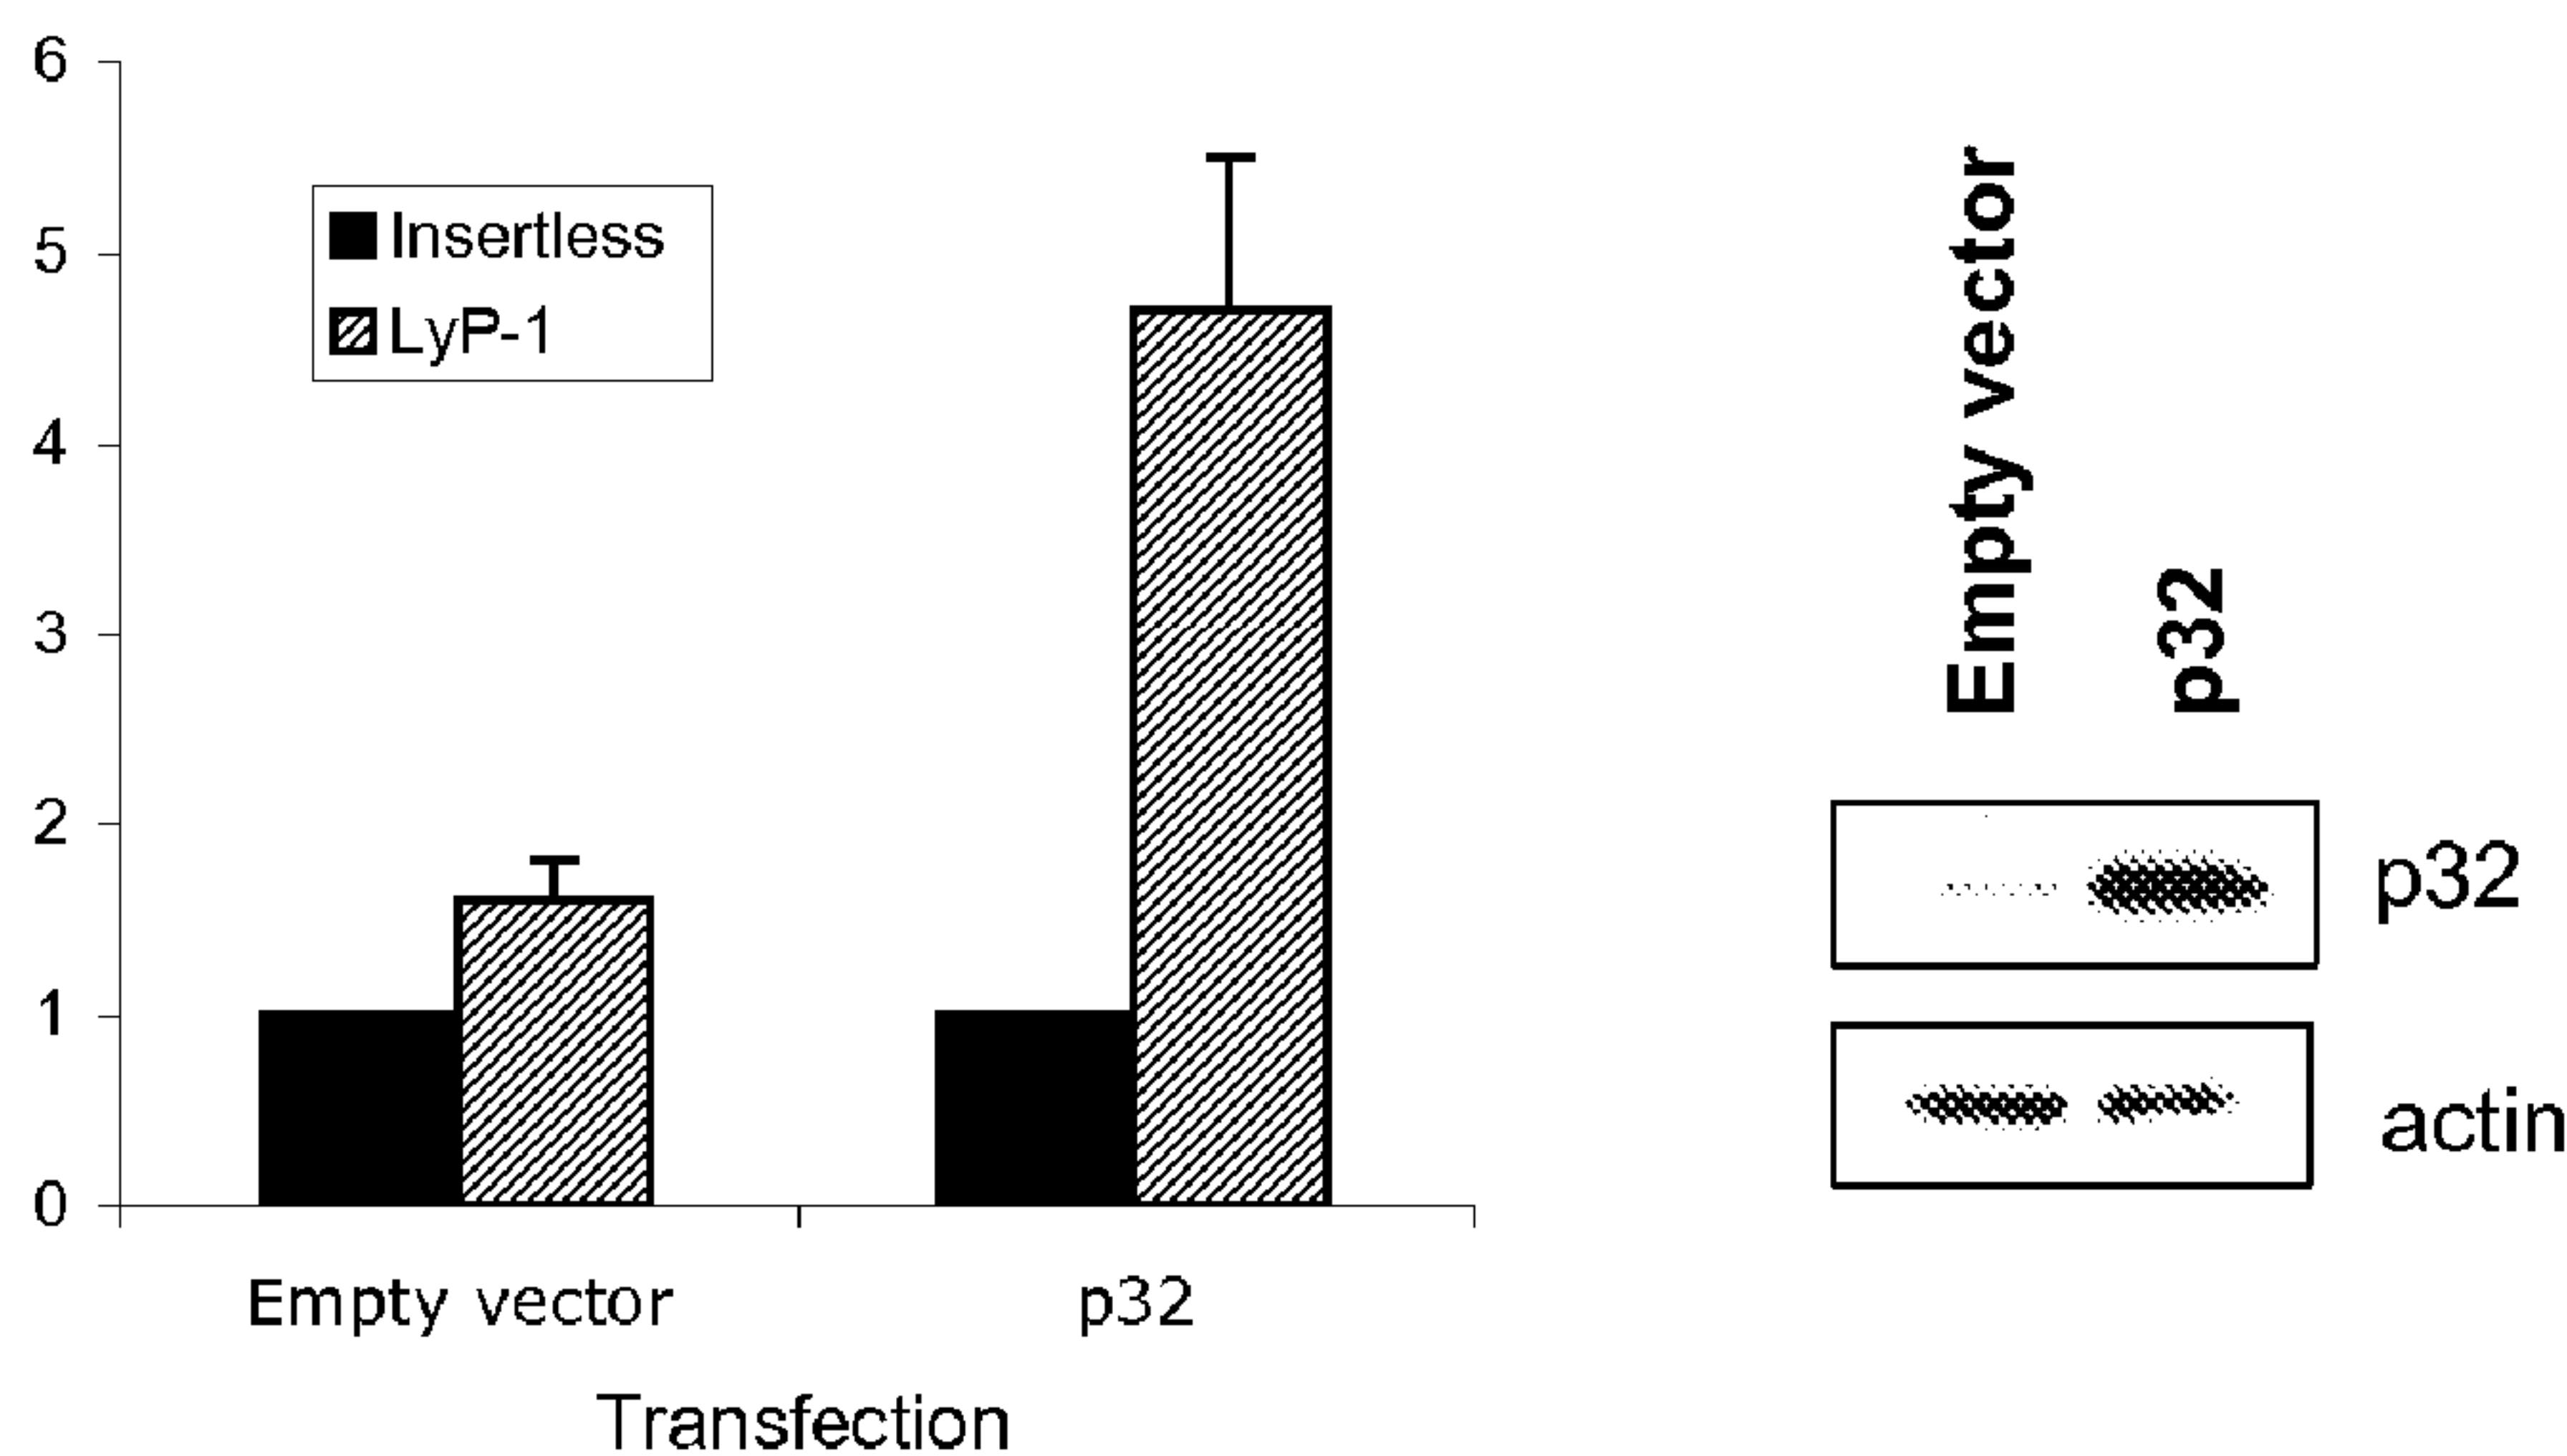 6
5
4
3
2
1
0
Insertless
LyP-1
Empty vector
p32
Transfection
Empty vector
p32
p32
actin